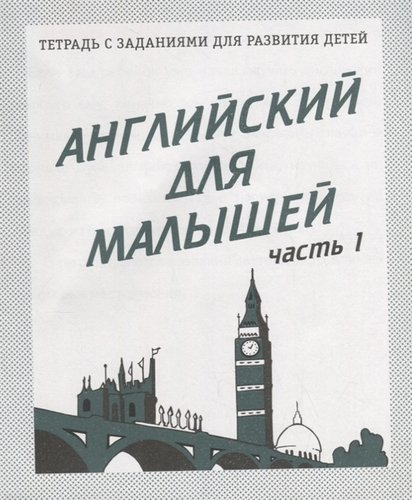 ТЕТРАДЬ С ЗАДАНИЯМИ ДЛЯ РАЗВИТИЯ ДЕТЕЙ
АНГЛИЙСКИЙ
ДЛЯ
МАЛЫШЕЙ
часть 1